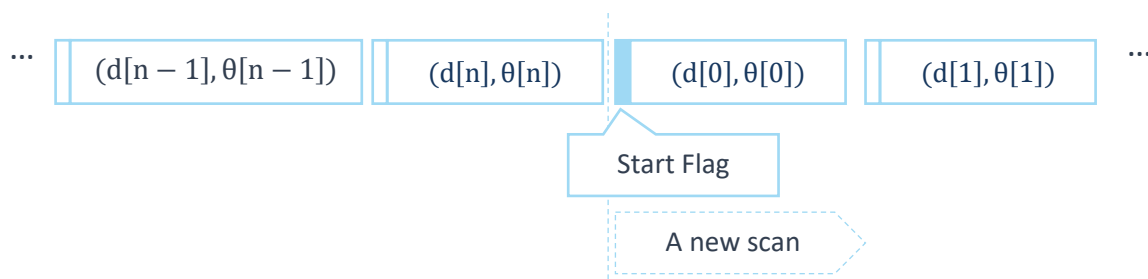 ... (d[n − 1], θ[n − 1]) (d[n], θ[n]) (d[0], θ[0]) (d[1], θ[1]) ...
Start Flag
A new scan